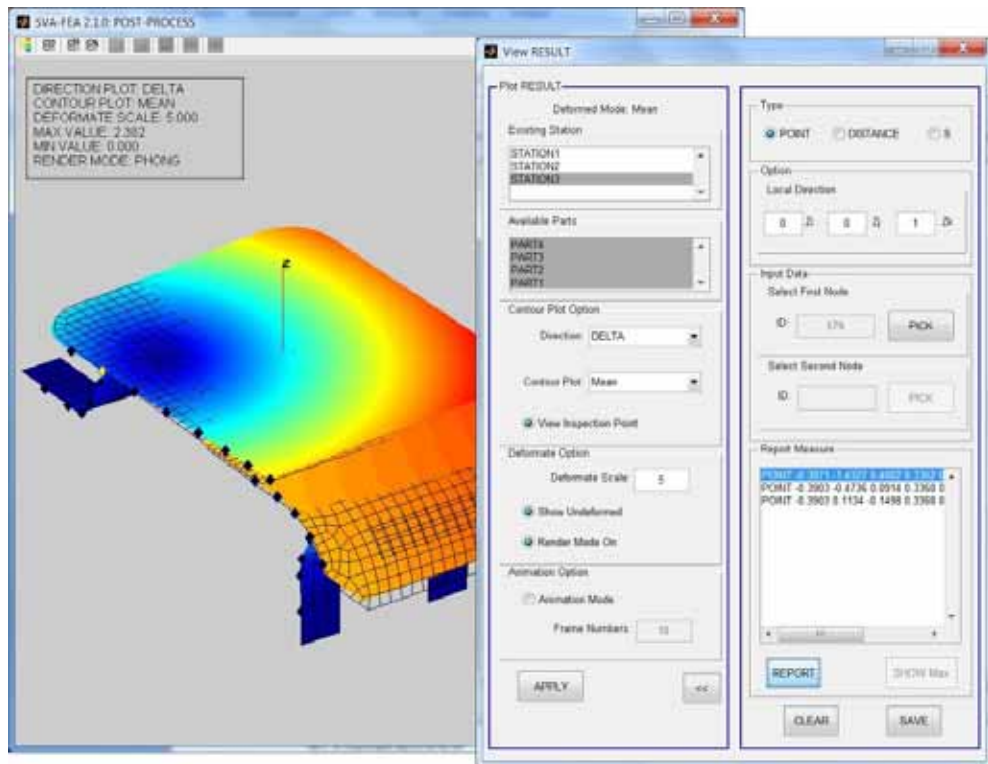 SVA-FEA 2.1.0: POST-PROCESS
DIRECTION PLOT: DELTA
CONTOUR PLOT: MEAN
DEFORMATE SCALE: 5.000
MAX VALUE: 2.382
MIN VALUE: 0.000
RENDER MODE: PHONG
Z
View RESULT
Plot RESULT
Deformed Mode: Mean
Existing Station
STATION1
STATION2
STATION3
Available Parts
PART4
PART3
PART2
PART1
Contour Plot Option
Direction: DELTA
Contour Plot: Mean
View Inspection Point
Deformate Option
Deformate Scale: 5
Show Undeformed
Render Mode On
Animation Option
Animation Mode
Frame Numbers: 10
APPLY
<<
Type
POINT
DISTANCE
Option
Local Direction
0
0
1
Input Data
Select First Node
ID:
PICK
Select Second Node
ID:
PICK
Report Measure
POINT -0.3903 -0.4736 0.0914 0.3360 0
POINT -0.3903 0.1134 -0.1498 0.3368 0
REPORT
SHOW Max
CLEAR
SAVE